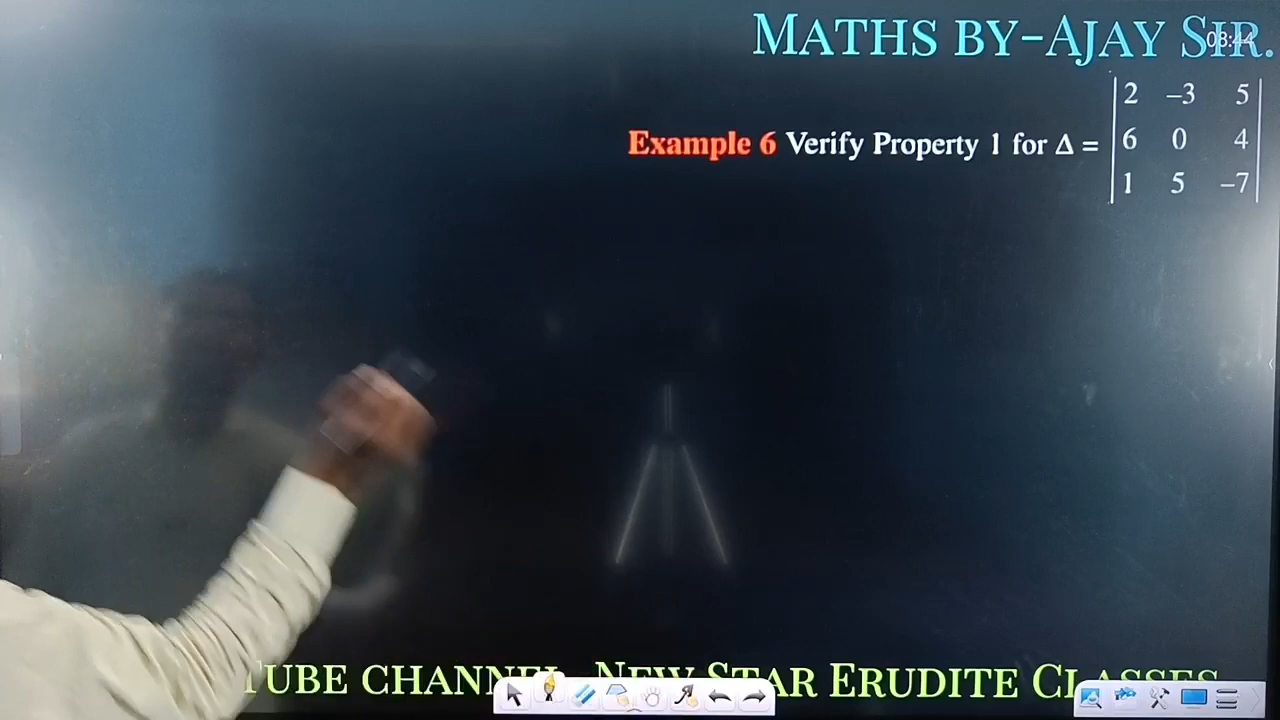 MATHS BY-AJAY SIR.
08:44
Example 6 Verify Property 1 for Δ =
2 –3 5
6 0 4
1 5 –7
TUBE CHANNEL NEW STAR ERUDITE CLASSES